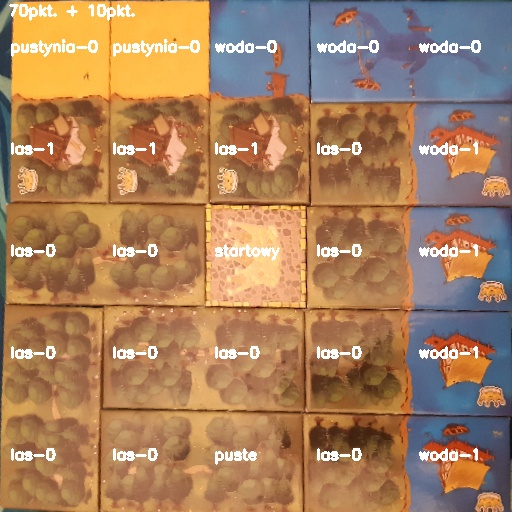 70pkt. + 10pkt.
pustynia-0 pustynia-0 woda-0 woda-0 woda-0
las-1 las-1 las-1 las-0 woda-1
las-0 las-0 startowy las-0 woda-1
las-0 las-0 las-0 las-0 woda-1
las-0 las-0 puste las-0 woda-1